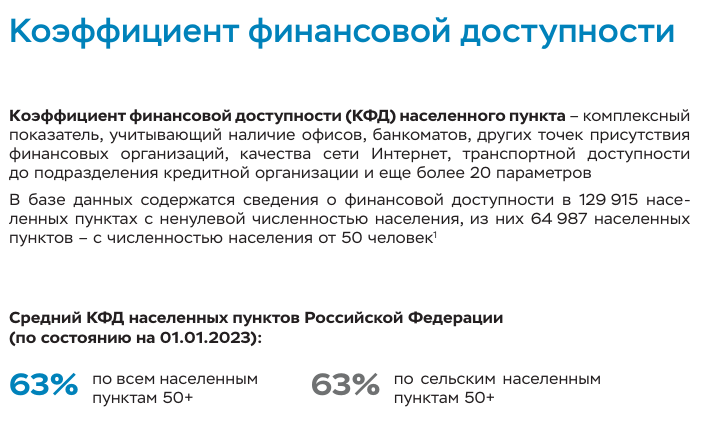 Коэффициент финансовой доступности
Коэффициент финансовой доступности (КФД) населенного пункта – комплексный
показатель, учитывающий наличие офисов, банкоматов, других точек присутствия
финансовых организаций, качества сети Интернет, транспортной доступности
до подразделения кредитной организации и еще более 20 параметров
В базе данных содержатся сведения о финансовой доступности в 129 915 насе-
ленных пунктах с ненулевой численностью населения, из них 64 987 населенных
пунктов – с численностью населения от 50 человек¹
Средний КФД населенных пунктов Российской Федерации
(по состоянию на 01.01.2023):
63% по всем населенным
пунктам 50+
63% по сельским населенным
пунктам 50+